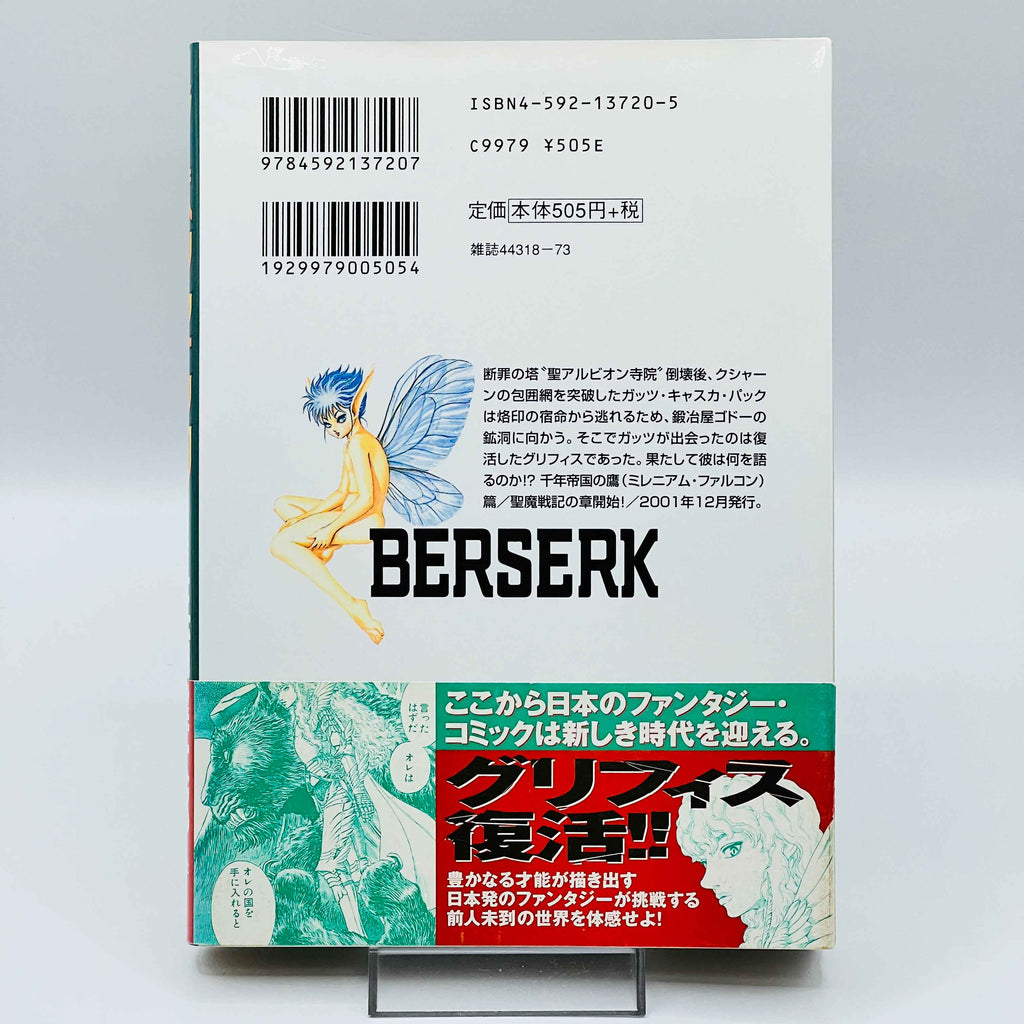 ISBN4-592-13720-5
9784592137207
C9979 ¥505E
定価 本体505円+税
雑誌44318-73
1929979005054
断罪の塔〝聖アルビオン寺院〟倒壊後、クシャー
ンの包囲網を突破したガッツ・キャスカ・パック
は烙印の宿命から逃れるため、鍛冶屋ゴドーの
鉱洞に向かう。そこでガッツが出会ったのは復
活したグリフィスであった。果たして彼は何を語
るのか!? 千年帝国の鷹(ミレニアム・ファルコン)
篇/聖魔戦記の章開始!/2001年12月発行。
BERSERK
言った
はずだ
オレは
オレの国を
手に入れると
ここから日本のファンタジー・
コミックは新しき時代を迎える。
グリフィス
復活!!
豊かなる才能が描き出す
日本発のファンタジーが挑戦する
前人未到の世界を体感せよ!